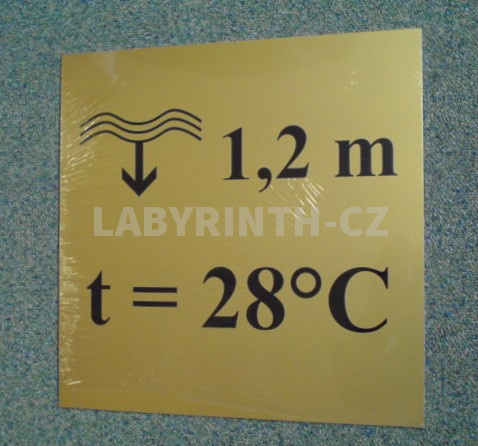 1,2 m
LABYRINTH-CZ
t = 28°C